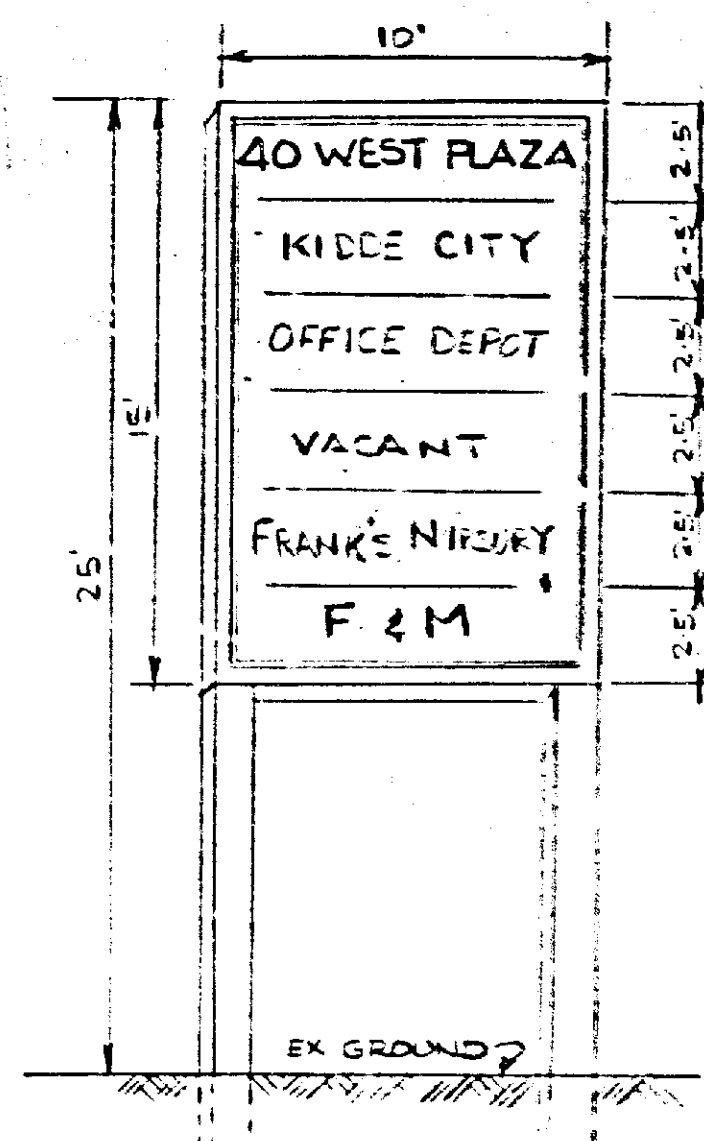 10'
40 WEST PLAZA
KIDDE CITY
OFFICE DEPOT
VACANT
FRANK'S
F & M
25'
15'
2.5'
2.5'
2.5'
2.5'
2.5'
2.5'
EX GROUND